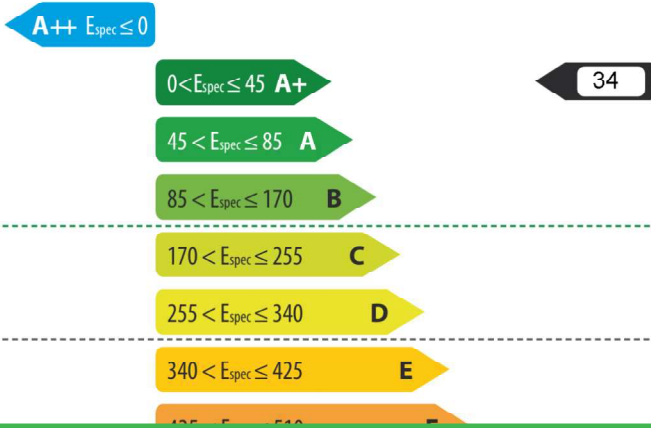 A++ Espec ≤ 0
0<Espec ≤ 45 A+
34
45 < Espec ≤ 85 A
85 < Espec ≤ 170 B
170 < Espec ≤ 255 C
255 < Espec ≤ 340 D
340 < Espec ≤ 425 E